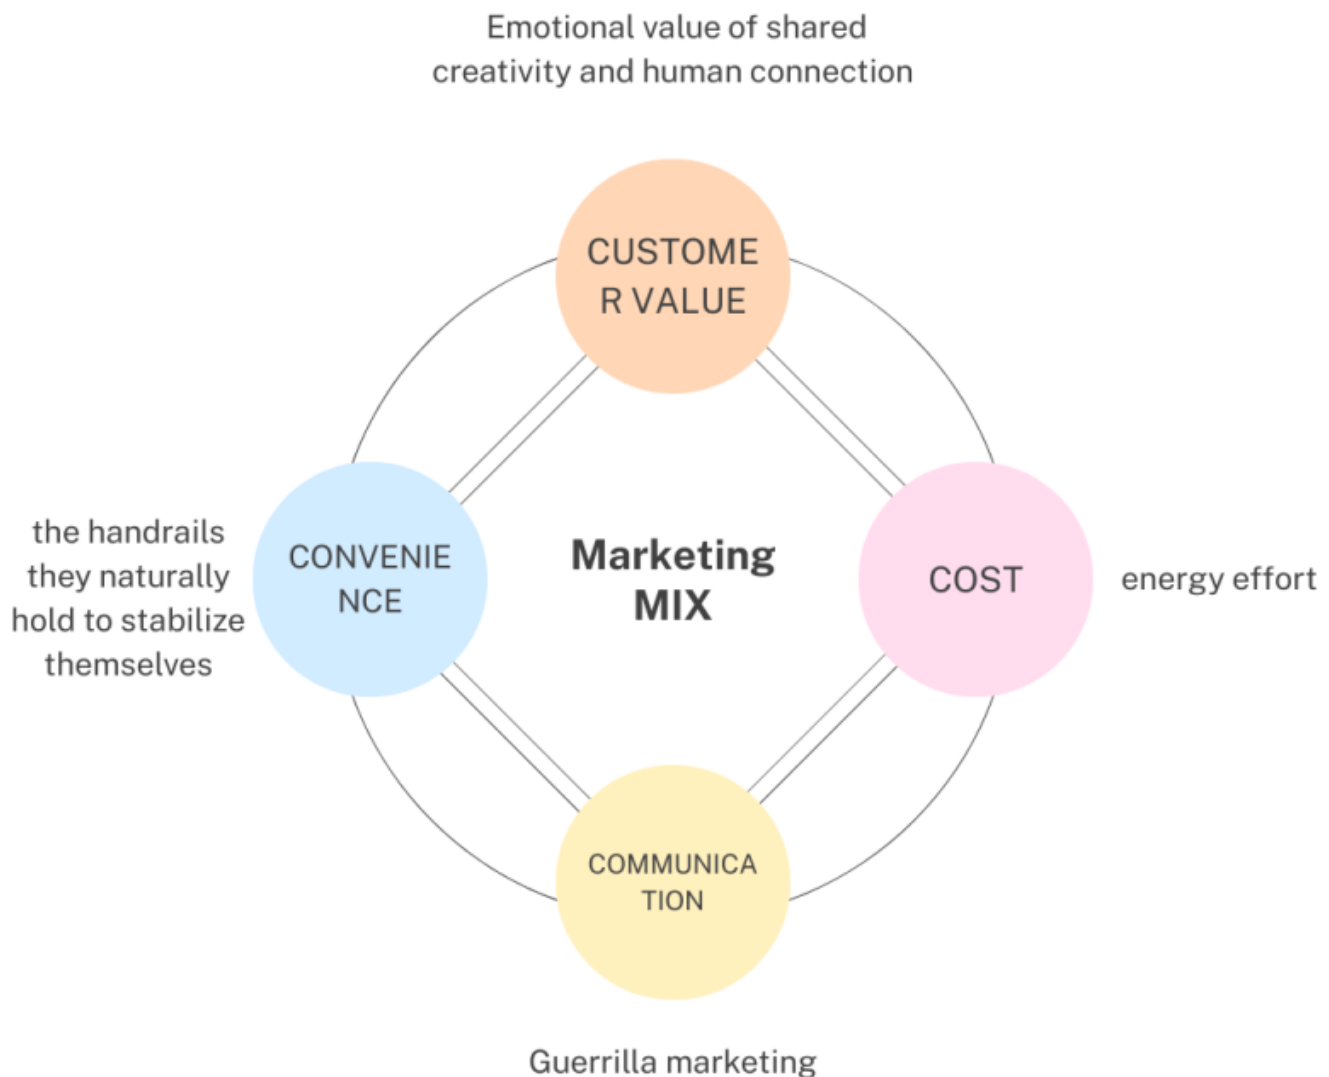 Emotional value of shared
creativity and human connection
CUSTOME
R VALUE
the handrails
they naturally
hold to stabilize
themselves
CONVENIE
NCE
Marketing
MIX
COST
energy effort
COMMUNICA
TION
Guerrilla marketing